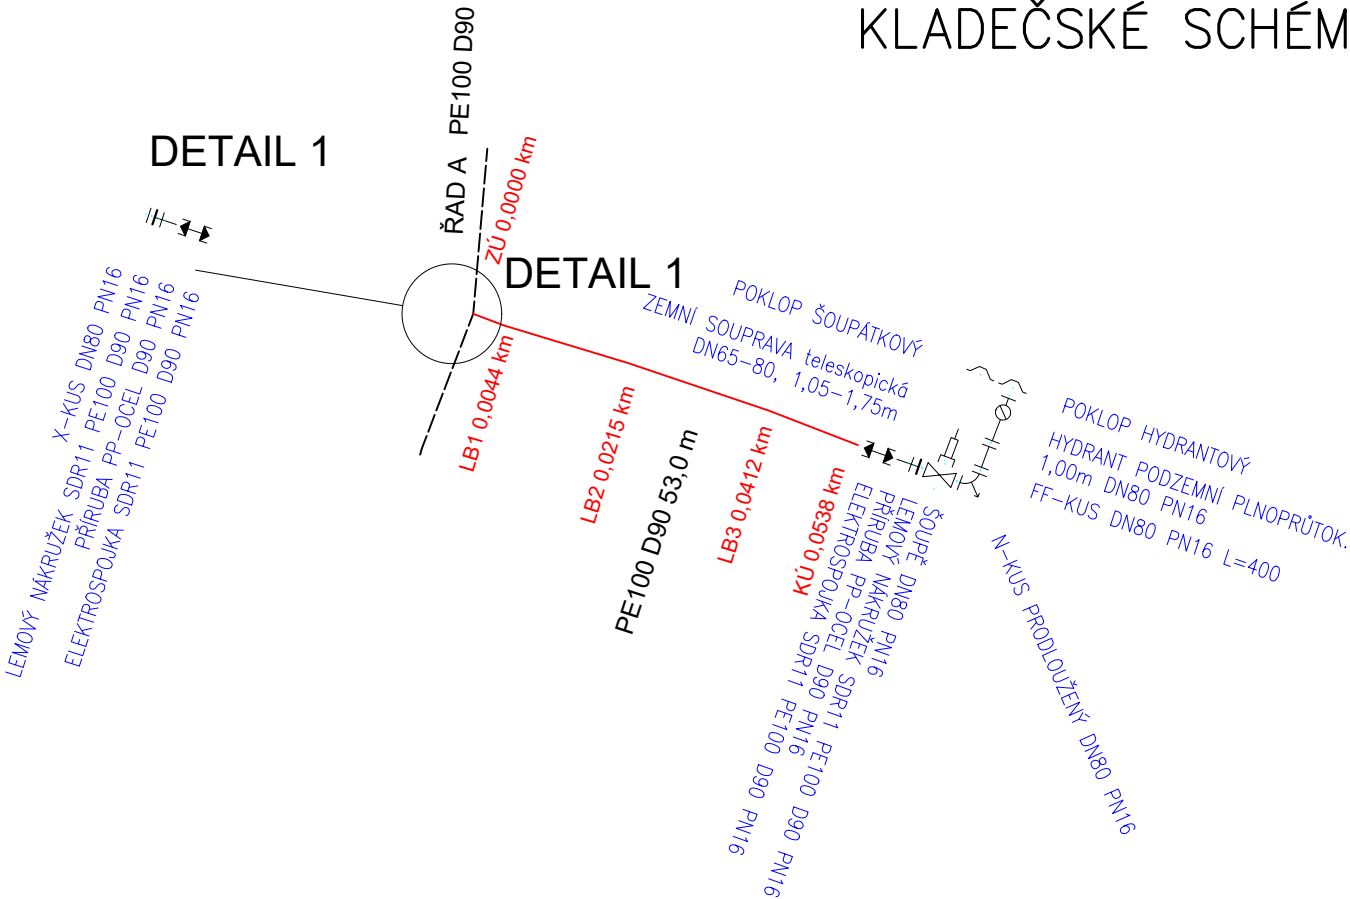 KLADEČSKÉ SCHÉM
DETAIL 1
ŘAD A PE100 D90
ZÚ 0,0000 km
DETAIL 1
X-KUS DN80 PN16
LEMOVÝ NÁKRUŽEK SDR11 PE100 D90 PN16
PŘÍRUBA PP-OCEL D90 PN16
ELEKTROSPOJKA SDR11 PE100 D90 PN16
LB1 0,0044 km
LB2 0,0215 km
PE100 D90 53,0 m
LB3 0,0412 km
KÚ 0,0538 km
POKLOP ŠOUPÁTKOVÝ
ZEMNÍ SOUPRAVA teleskopická
DN65-80, 1,05-1,75m
POKLOP HYDRANTOVÝ
HYDRANT PODZEMNÍ PLNOPRŮTOK.
1,00m DN80 PN16
FF-KUS DN80 PN16 L=400
N-KUS PRODLOUŽENÝ DN80 PN16
ŠOUPĚ DN80 PN16
LEMOVÝ NÁKRUŽEK SDR11 PE100 D90 PN16
PŘÍRUBA PP-OCEL D90 PN16
ELEKTROSPOJKA SDR11 PE100 D90 PN16